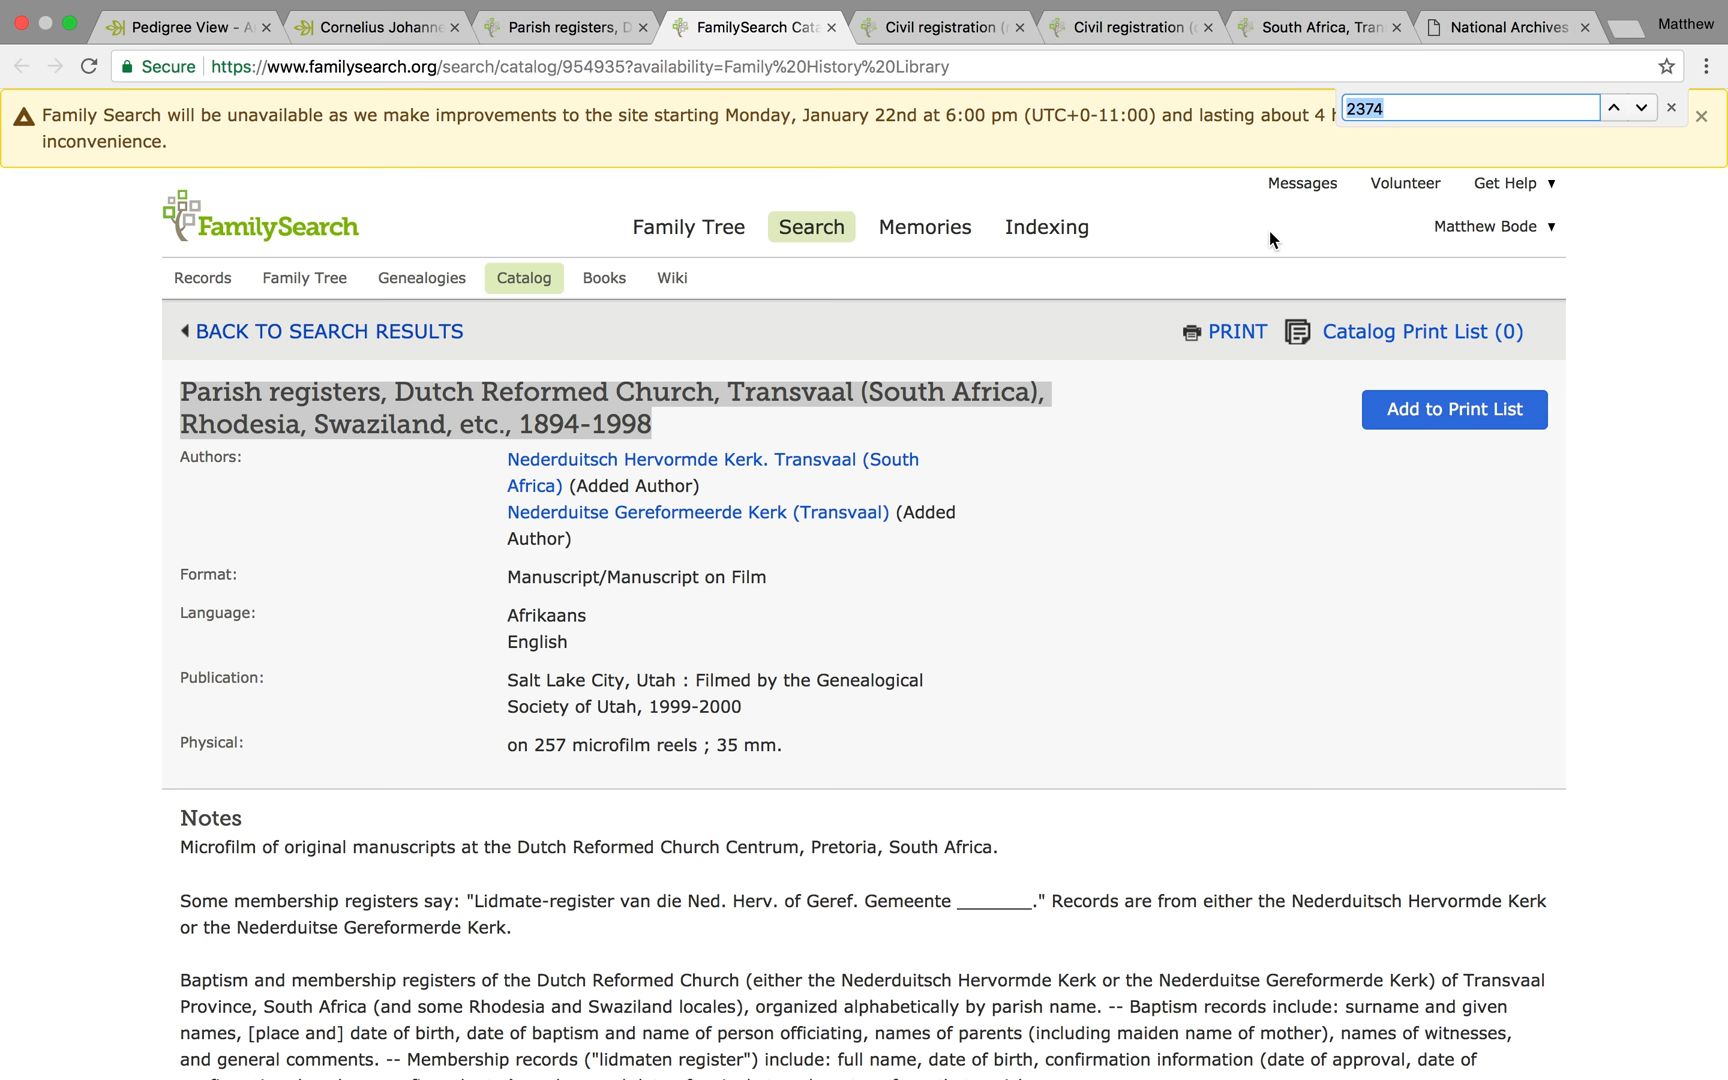 Pedigree View - A
Cornelius Johanne
Parish registers, D
FamilySearch Cata
Civil registration (
Civil registration (
South Africa, Tran
National Archives
Matthew
Secure https://www.familysearch.org/search/catalog/954935?availability=Family%20History%20Library
Family Search will be unavailable as we make improvements to the site starting Monday, January 22nd at 6:00 pm (UTC+0-11:00) and lasting about 4
inconvenience.
2374
Messages Volunteer Get Help
FamilySearch
Family Tree Search Memories Indexing
Matthew Bode
Records Family Tree Genealogies Catalog Books Wiki
BACK TO SEARCH RESULTS
PRINT Catalog Print List (0)
Parish registers, Dutch Reformed Church, Transvaal (South Africa),
Rhodesia, Swaziland, etc., 1894-1998
Add to Print List
Authors:
Nederduitsch Hervormde Kerk. Transvaal (South
Africa) (Added Author)
Nederduitse Gereformeerde Kerk (Transvaal) (Added
Author)
Format:
Manuscript/Manuscript on Film
Language:
Afrikaans
English
Publication:
Salt Lake City, Utah : Filmed by the Genealogical
Society of Utah, 1999-2000
Physical:
on 257 microfilm reels ; 35 mm.
Notes
Microfilm of original manuscripts at the Dutch Reformed Church Centrum, Pretoria, South Africa.
Some membership registers say: "Lidmate-register van die Ned. Herv. of Geref. Gemeente ________." Records are from either the Nederduitsch Hervormde Kerk
or the Nederduitse Gereformerde Kerk.
Baptism and membership registers of the Dutch Reformed Church (either the Nederduitsch Hervormde Kerk or the Nederduitse Gereformerde Kerk) of Transvaal
Province, South Africa (and some Rhodesia and Swaziland locales), organized alphabetically by parish name. -- Baptism records include: surname and given
names, [place and] date of birth, date of baptism and name of person officiating, names of parents (including maiden name of mother), names of witnesses,
and general comments. -- Membership records ("lidmaten register") include: full name, date of birth, confirmation information (date of approval, date of